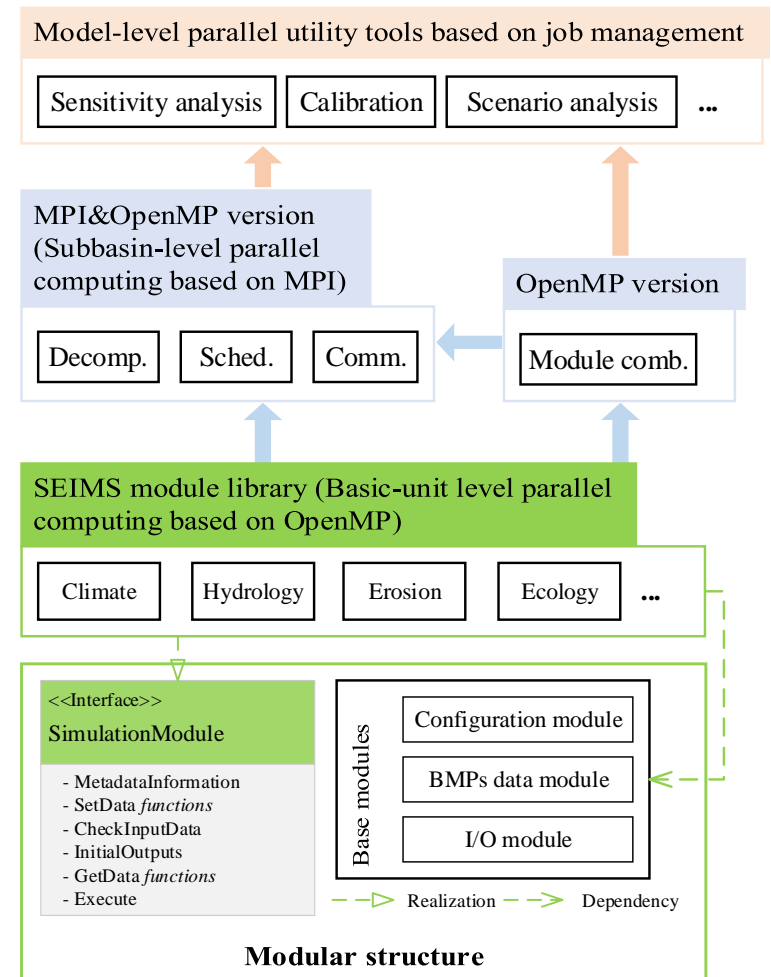 Model-level parallel utility tools based on job management
Sensitivity analysis
Calibration
Scenario analysis
...
MPI&OpenMP version
(Subbasin-level parallel
computing based on MPI)
Decomp.
Sched.
Comm.
OpenMP version
Module comb.
SEIMS module library (Basic-unit level parallel
computing based on OpenMP)
Climate
Hydrology
Erosion
Ecology
...
<<Interface>>
SimulationModule
- MetadataInformation
- SetData functions
- CheckInputData
- InitialOutputs
- GetData functions
- Execute
Base modules
Configuration module
BMPs data module
I/O module
Realization
Dependency
Modular structure